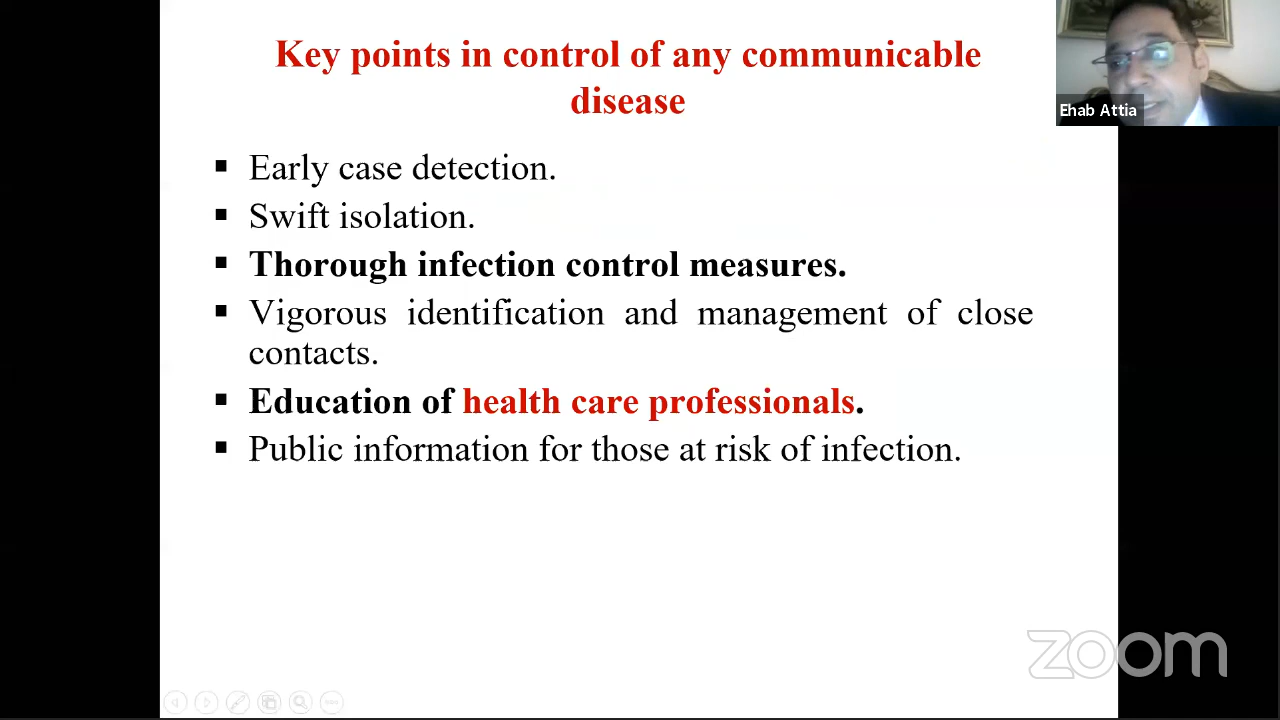 Key points in control of any communicable
disease
Ehab Attia
▪ Early case detection.
▪ Swift isolation.
▪ Thorough infection control measures.
▪ Vigorous identification and management of close
contacts.
▪ Education of health care professionals.
▪ Public information for those at risk of infection.
zoom